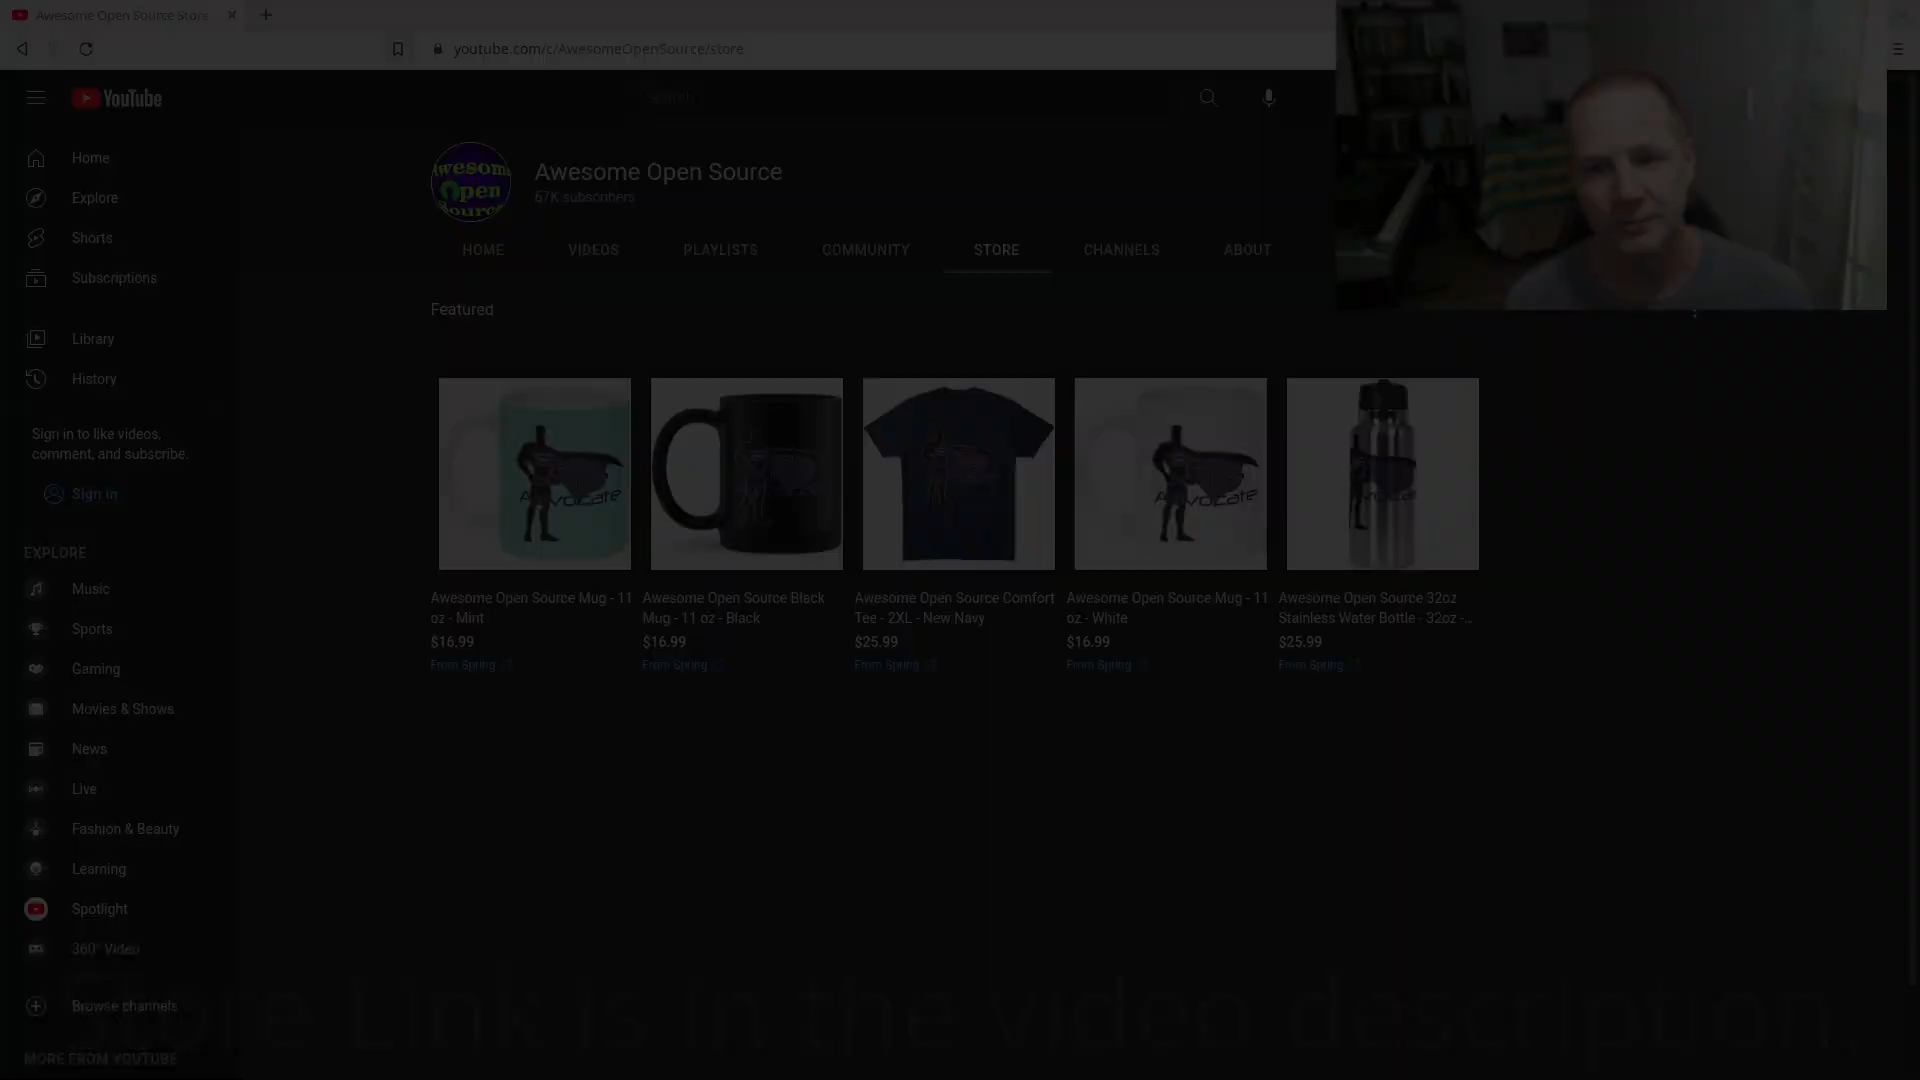 Awesome Open Source Store
youtube.com/c/AwesomeOpenSource/store
YouTube
Search
Home
Explore
Shorts
Subscriptions
Library
History
Sign in to like videos,
comment, and subscribe.
Sign in
EXPLORE
Music
Sports
Gaming
Movies & Shows
News
Live
Fashion & Beauty
Learning
Spotlight
360° Video
Browse channels
MORE FROM YOUTUBE
Awesome Open Source
67K subscribers
HOME VIDEOS PLAYLISTS COMMUNITY STORE CHANNELS ABOUT
Featured
Awesome Open Source Mug - 11
oz - Mint
$16.99
From Spring
Awesome Open Source Black
Mug - 11 oz - Black
$16.99
From Spring
Awesome Open Source Comfort
Tee - 2XL - New Navy
$25.99
From Spring
Awesome Open Source Mug - 11
oz - White
$16.99
From Spring
Awesome Open Source 32oz
Stainless Water Bottle - 32oz -...
$25.99
From Spring
Store Link is in the video description.